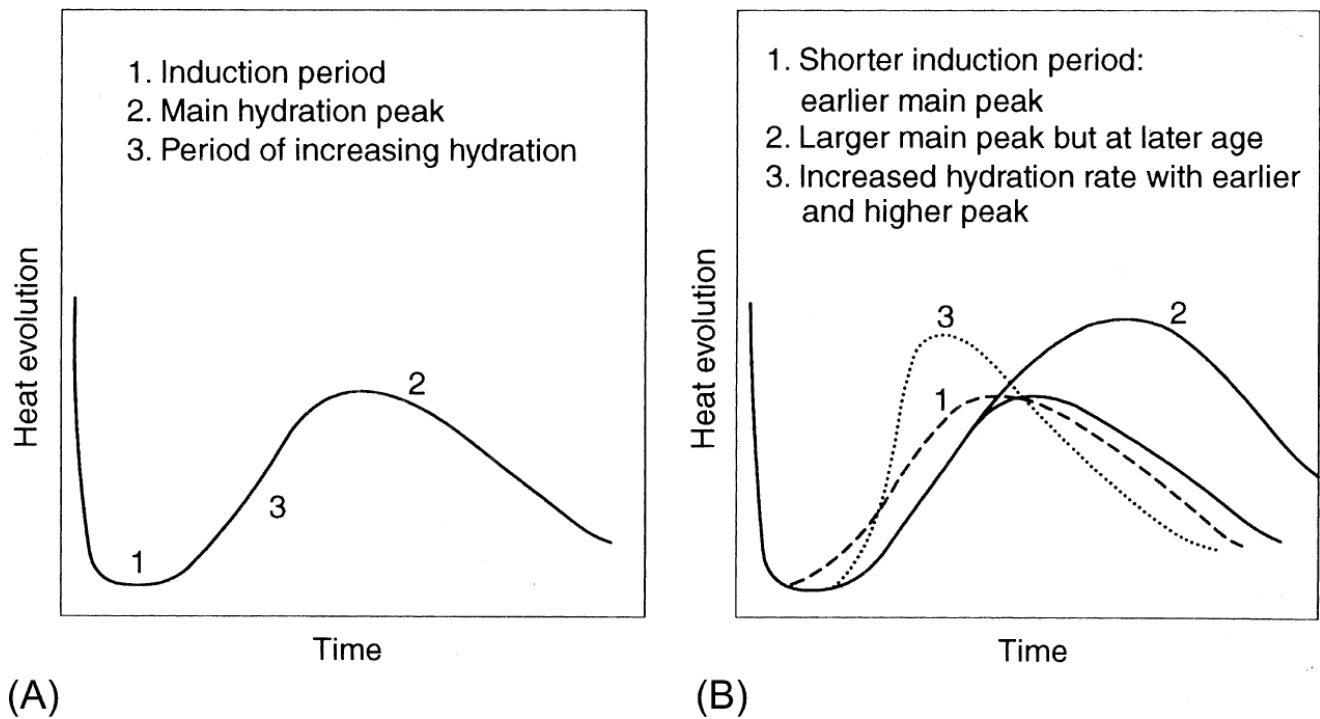 1. Induction period
2. Main hydration peak
3. Period of increasing hydration
Heat evolution
2
3
1
Time
(A)
1. Shorter induction period:
earlier main peak
2. Larger main peak but at later age
3. Increased hydration rate with earlier
and higher peak
Heat evolution
3
2
1
Time
(B)